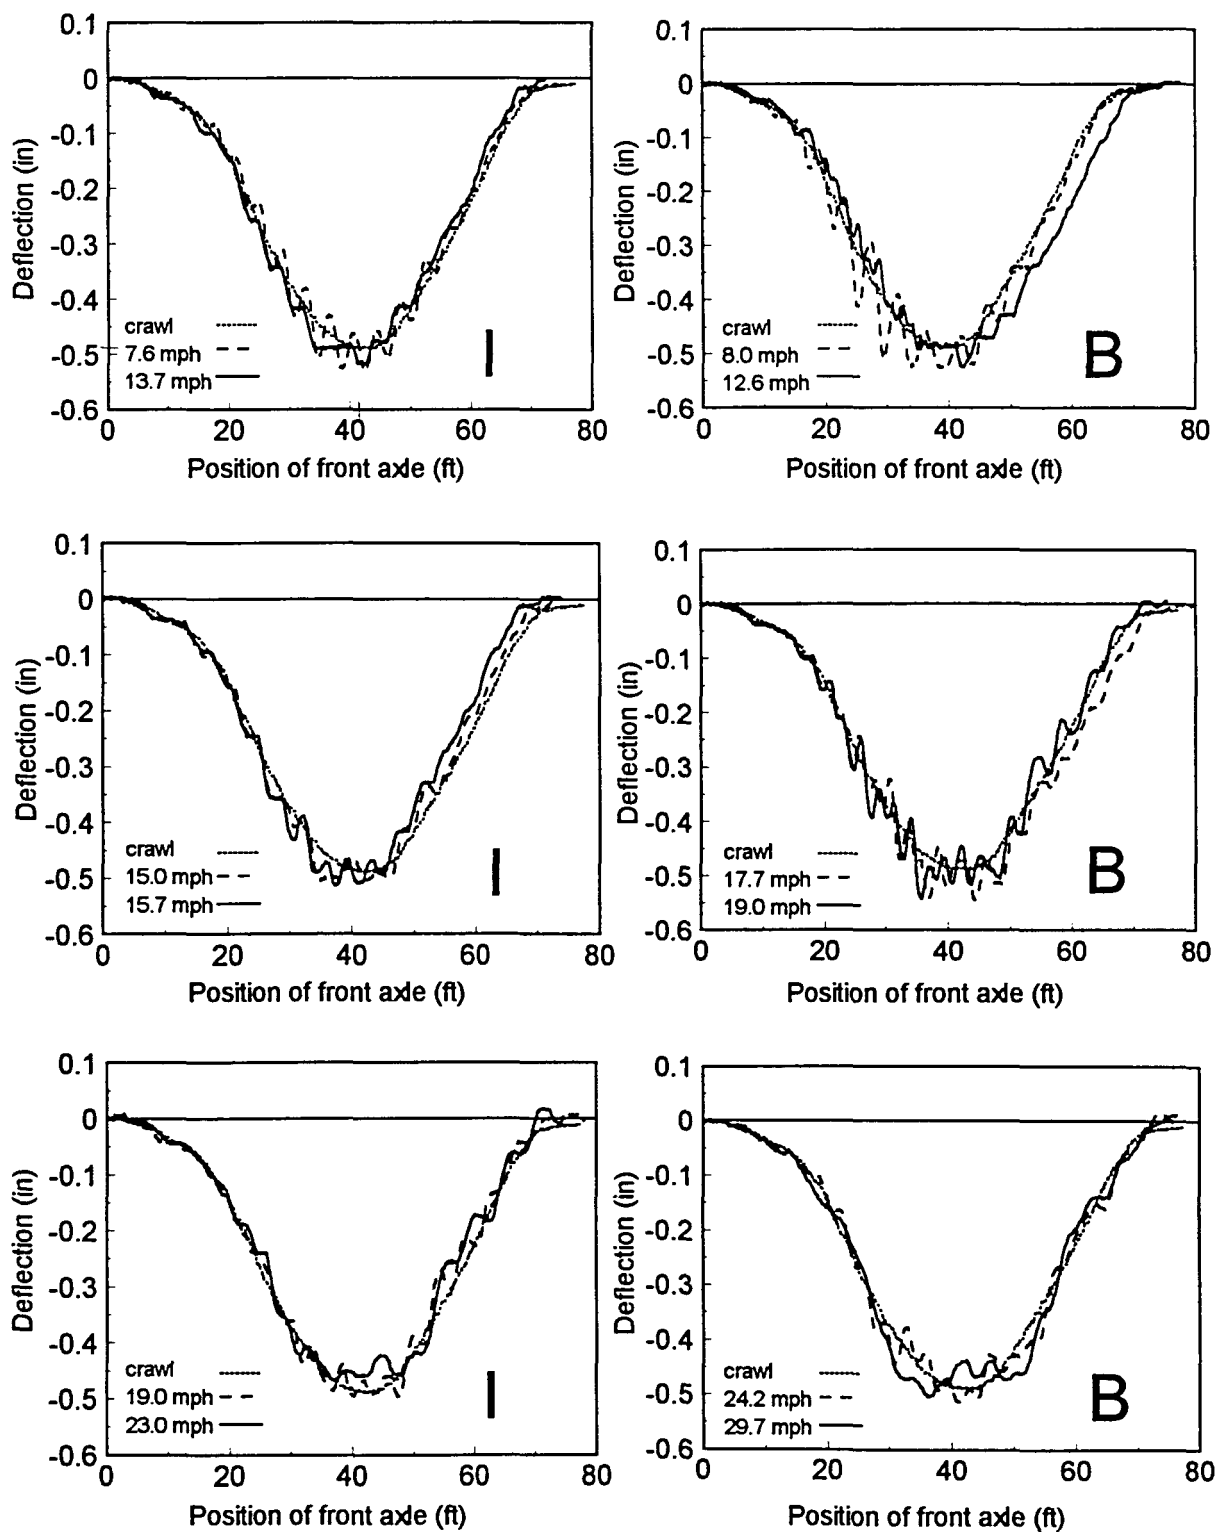 0.1
0
-0.1
-0.2
-0.3
-0.4
-0.5
-0.6
Deflection (in)
crawl
7.6 mph
13.7 mph
I
0 20 40 60 80
Position of front axle (ft)
0.1
0
-0.1
-0.2
-0.3
-0.4
-0.5
-0.6
Deflection (in)
crawl
8.0 mph
12.6 mph
B
0 20 40 60 80
Position of front axle (ft)
0.1
0
-0.1
-0.2
-0.3
-0.4
-0.5
-0.6
Deflection (in)
crawl
15.0 mph
15.7 mph
I
0 20 40 60 80
Position of front axle (ft)
0.1
0
-0.1
-0.2
-0.3
-0.4
-0.5
-0.6
Deflection (in)
crawl
17.7 mph
19.0 mph
B
0 20 40 60 80
Position of front axle (ft)
0.1
0
-0.1
-0.2
-0.3
-0.4
-0.5
-0.6
Deflection (in)
crawl
19.0 mph
23.0 mph
I
0 20 40 60 80
Position of front axle (ft)
0.1
0
-0.1
-0.2
-0.3
-0.4
-0.5
-0.6
Deflection (in)
crawl
24.2 mph
29.7 mph
B
0 20 40 60 80
Position of front axle (ft)